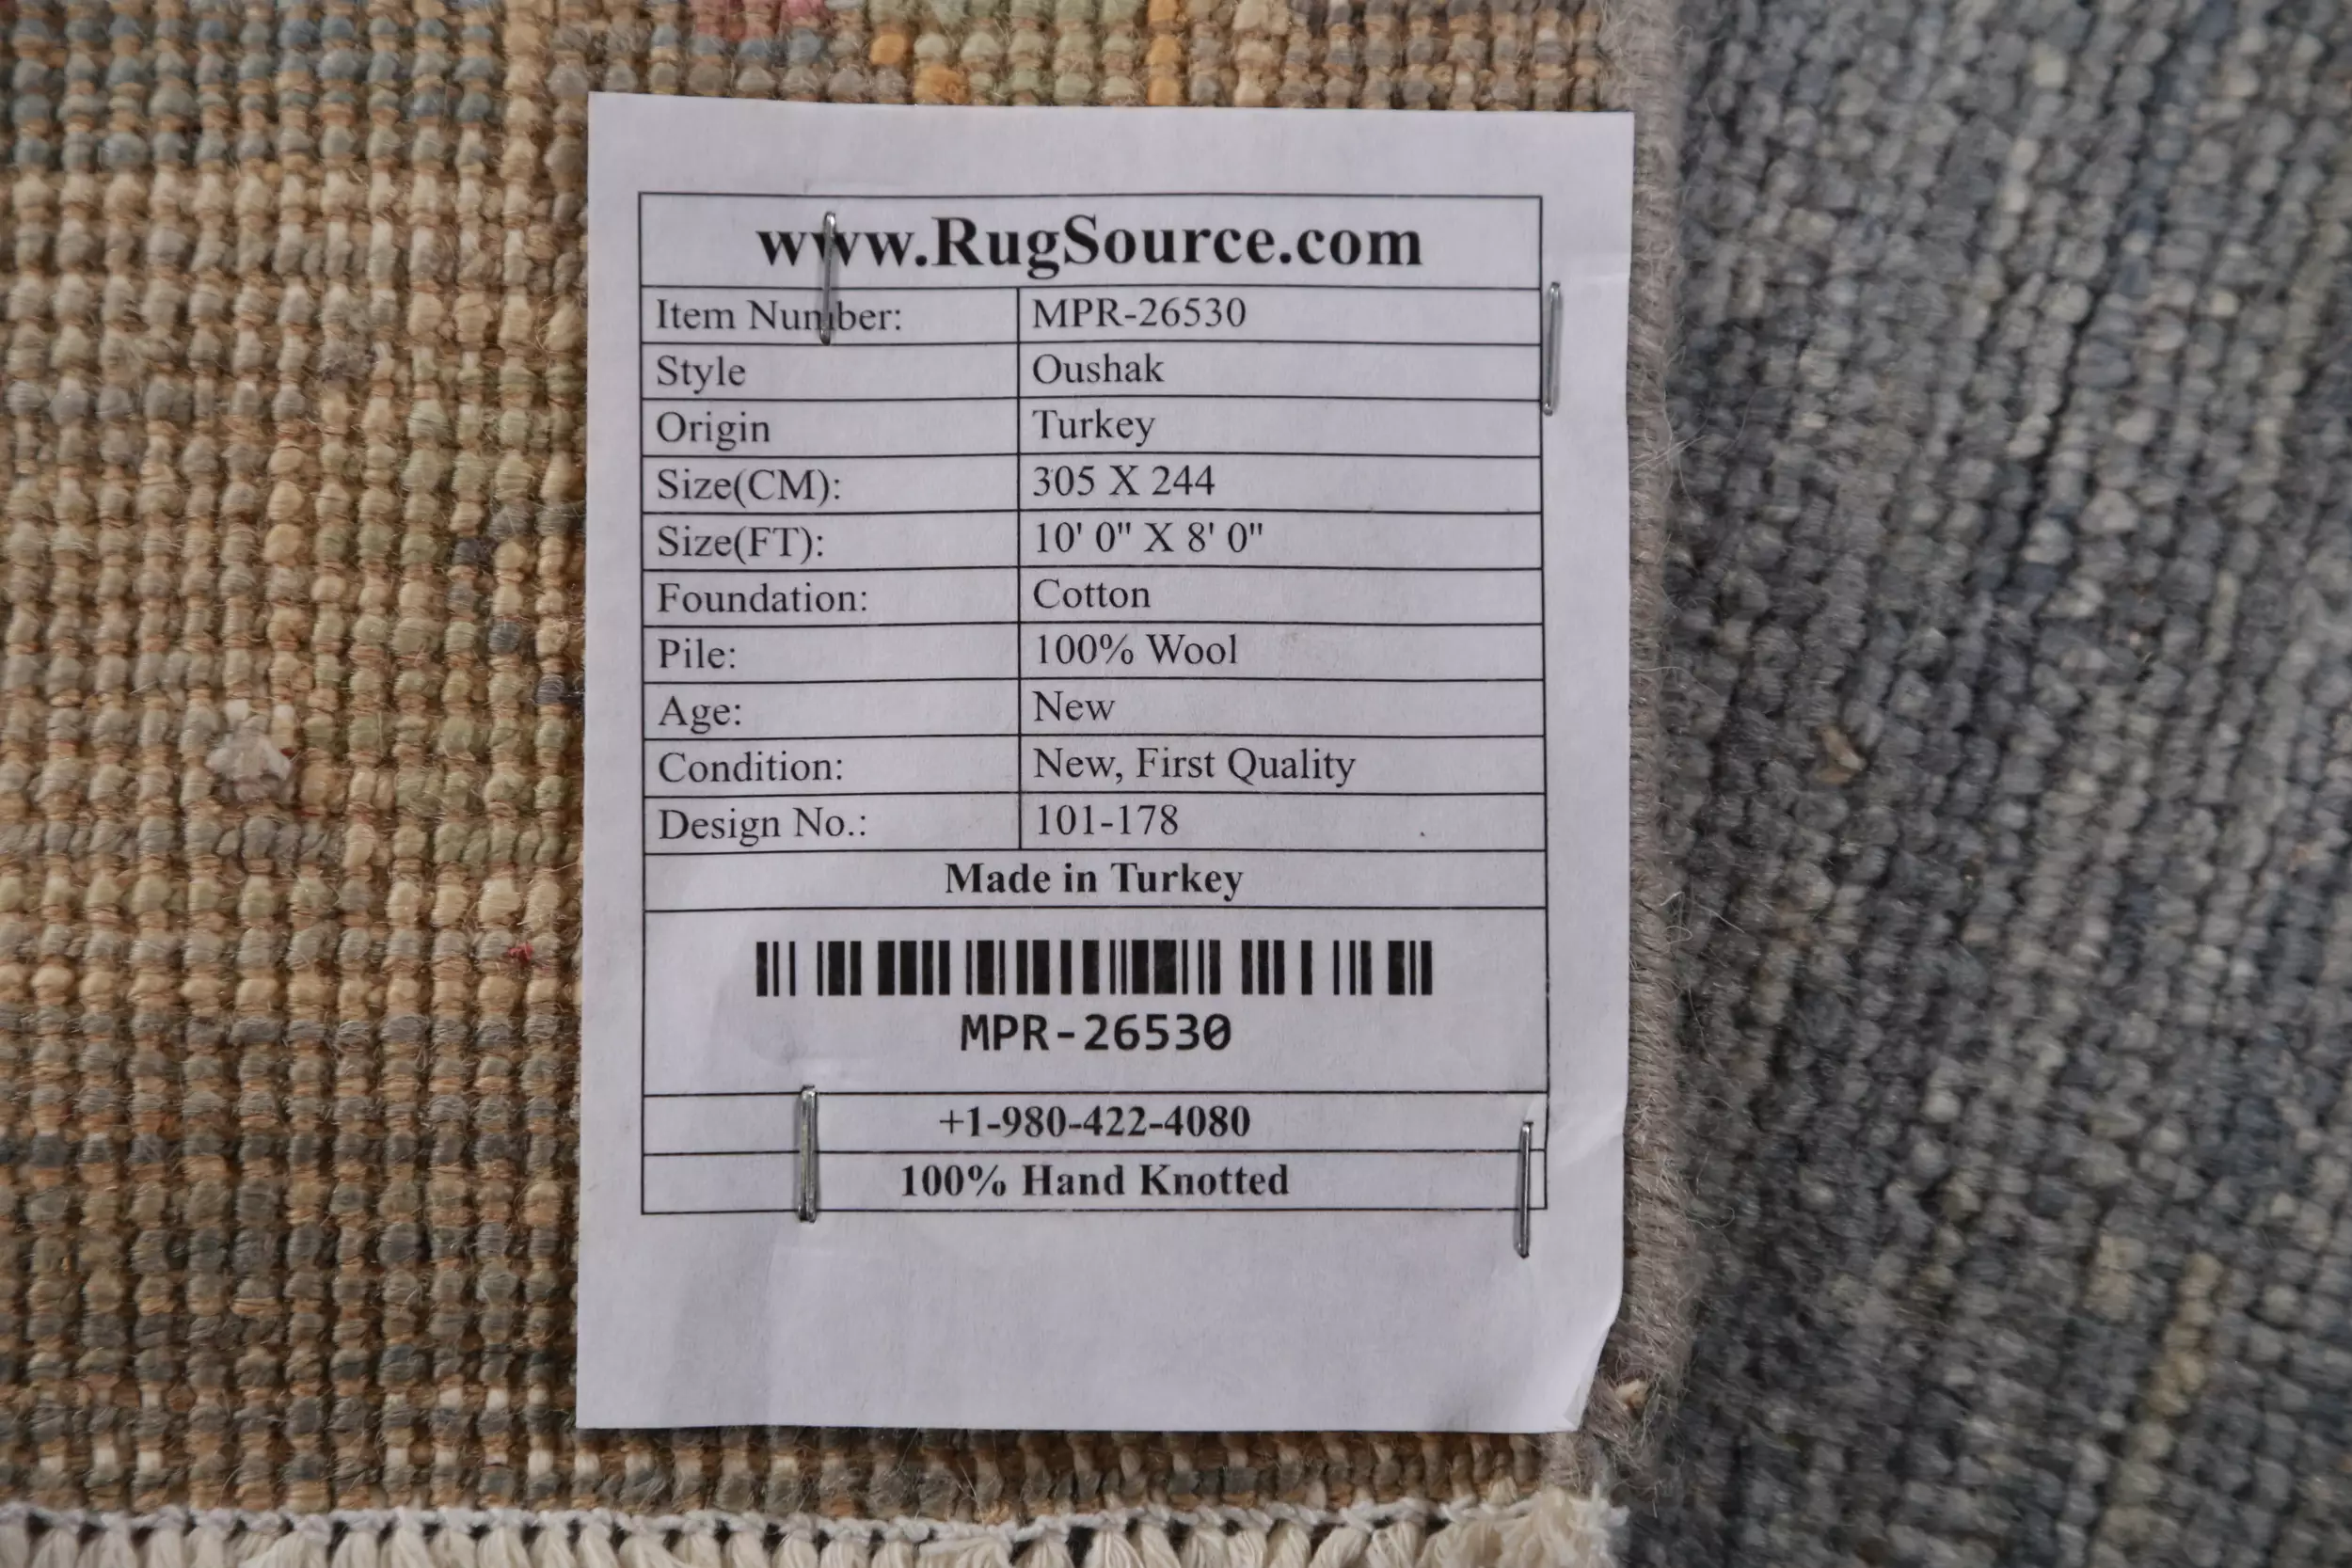 www.RugSource.com
Item Number: MPR-26530
Style Oushak
Origin Turkey
Size(CM): 305 X 244
Size(FT): 10' 0" X 8' 0"
Foundation: Cotton
Pile: 100% Wool
Age: New
Condition: New, First Quality
Design No.: 101-178
Made in Turkey
MPR-26530
+1-980-422-4080
100% Hand Knotted